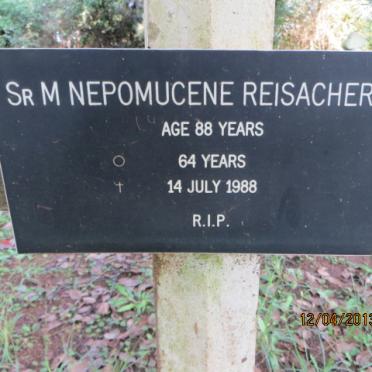 Sr M NEPOMUCENE REISACHER
AGE 88 YEARS
○ 64 YEARS
† 14 JULY 1988
R.I.P.
12/04/2013